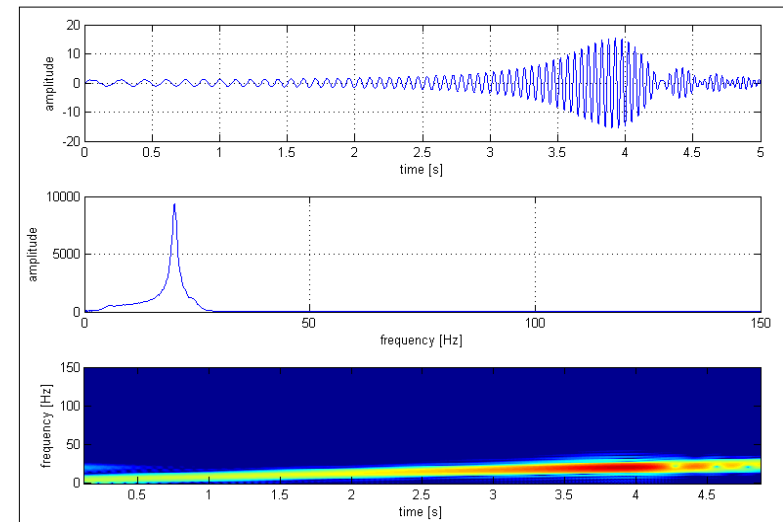 20
10
0
-10
-20
amplitude
0 0.5 1 1.5 2 2.5 3 3.5 4 4.5 5
time [s]
10000
5000
0
amplitude
0 50 100 150
frequency [Hz]
150
100
50
0
frequency [Hz]
0.5 1 1.5 2 2.5 3 3.5 4 4.5
time [s]